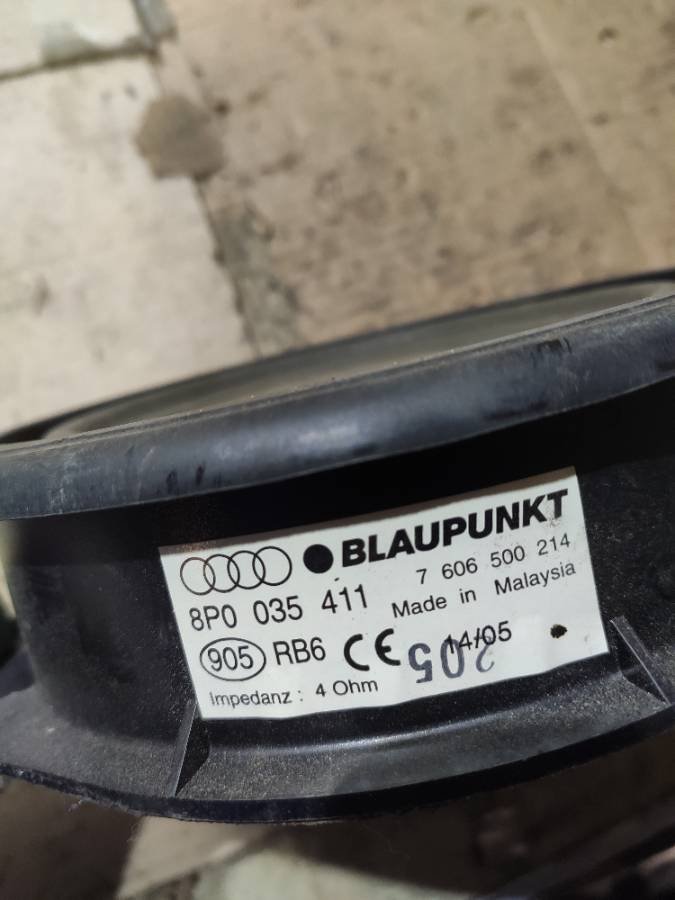 BLAUPUNKT
8P0 035 411
7 606 500 214
Made in Malaysia
905 RB6 CE 14/05
205
Impedanz : 4 Ohm